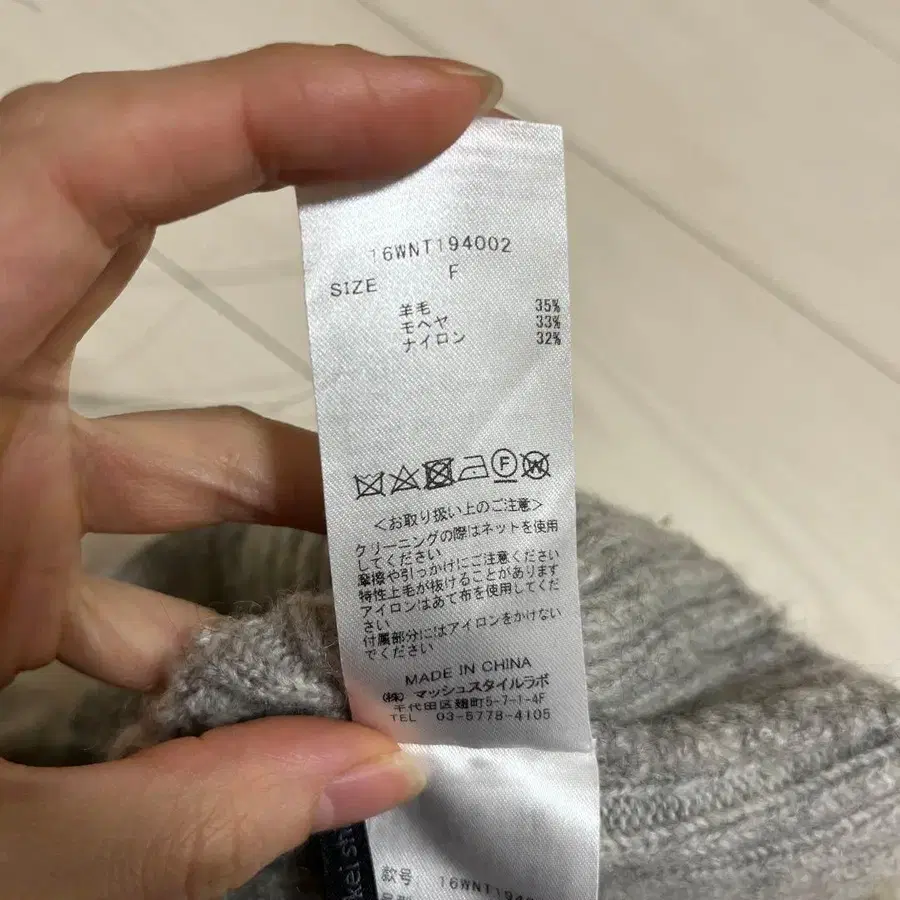 16WNT194002
SIZE F
羊毛 35%
モヘヤ 33%
ナイロン 32%
F W
<お取り扱い上のご注意>
クリーニングの際はネットを使用
してください
摩擦や引っかけにご注意ください
特性上毛が抜けることがあります
アイロンはあて布を使用してくだ
さい
付属部分にはアイロンをかけない
でください
MADE IN CHINA
(株) マッシュスタイルラボ
千代田区麹町5-7-1-4F
TEL 03-5778-4105
kei sh
款号 16WNT194